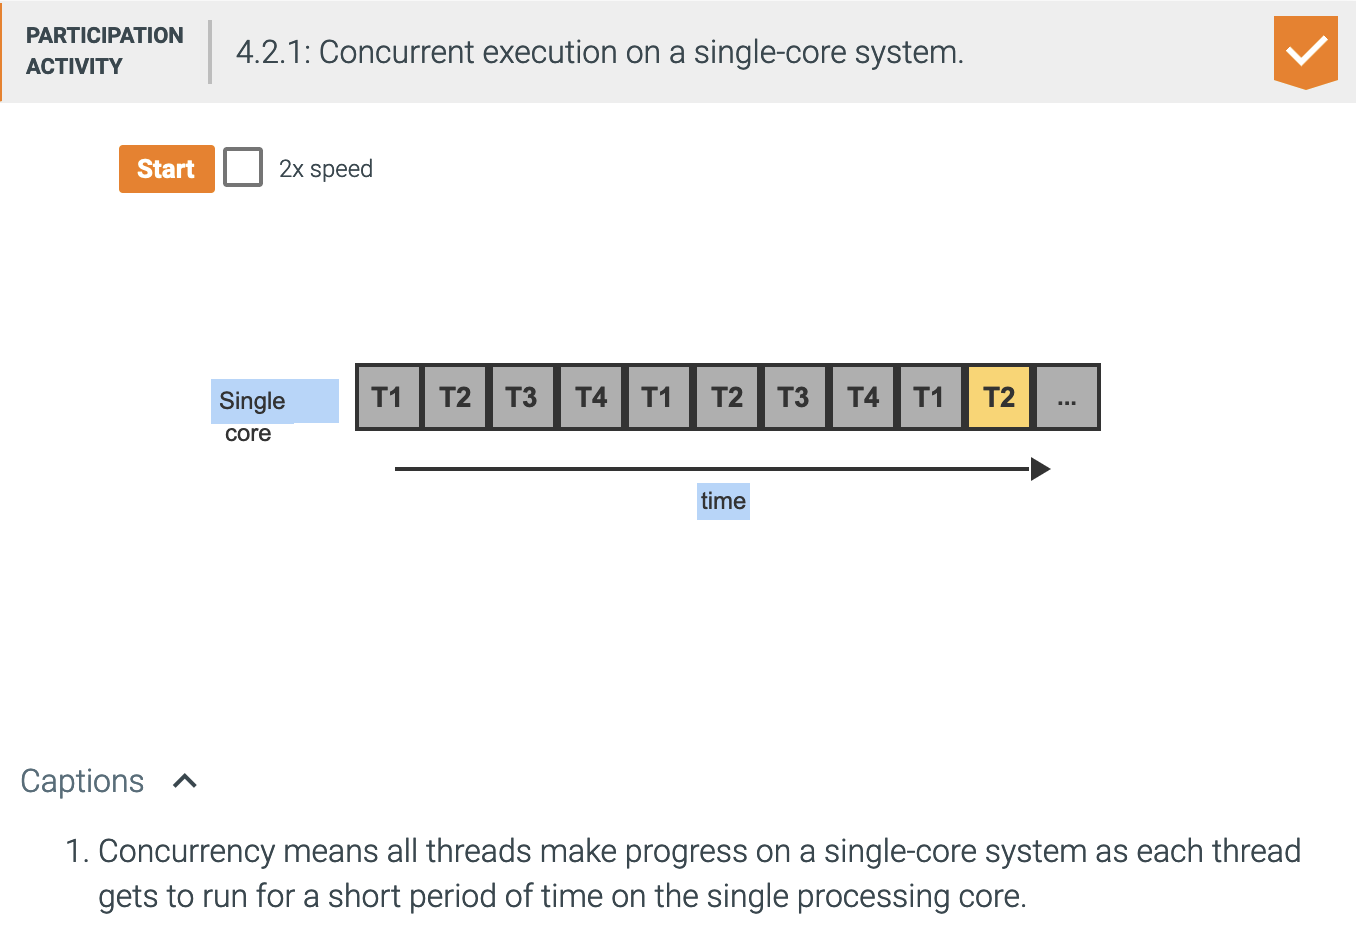 PARTICIPATION
ACTIVITY
4.2.1: Concurrent execution on a single-core system.
Start
2x speed
Single
core
T1 T2 T3 T4 T1 T2 T3 T4 T1 T2 ...
time
Captions
1. Concurrency means all threads make progress on a single-core system as each thread
gets to run for a short period of time on the single processing core.